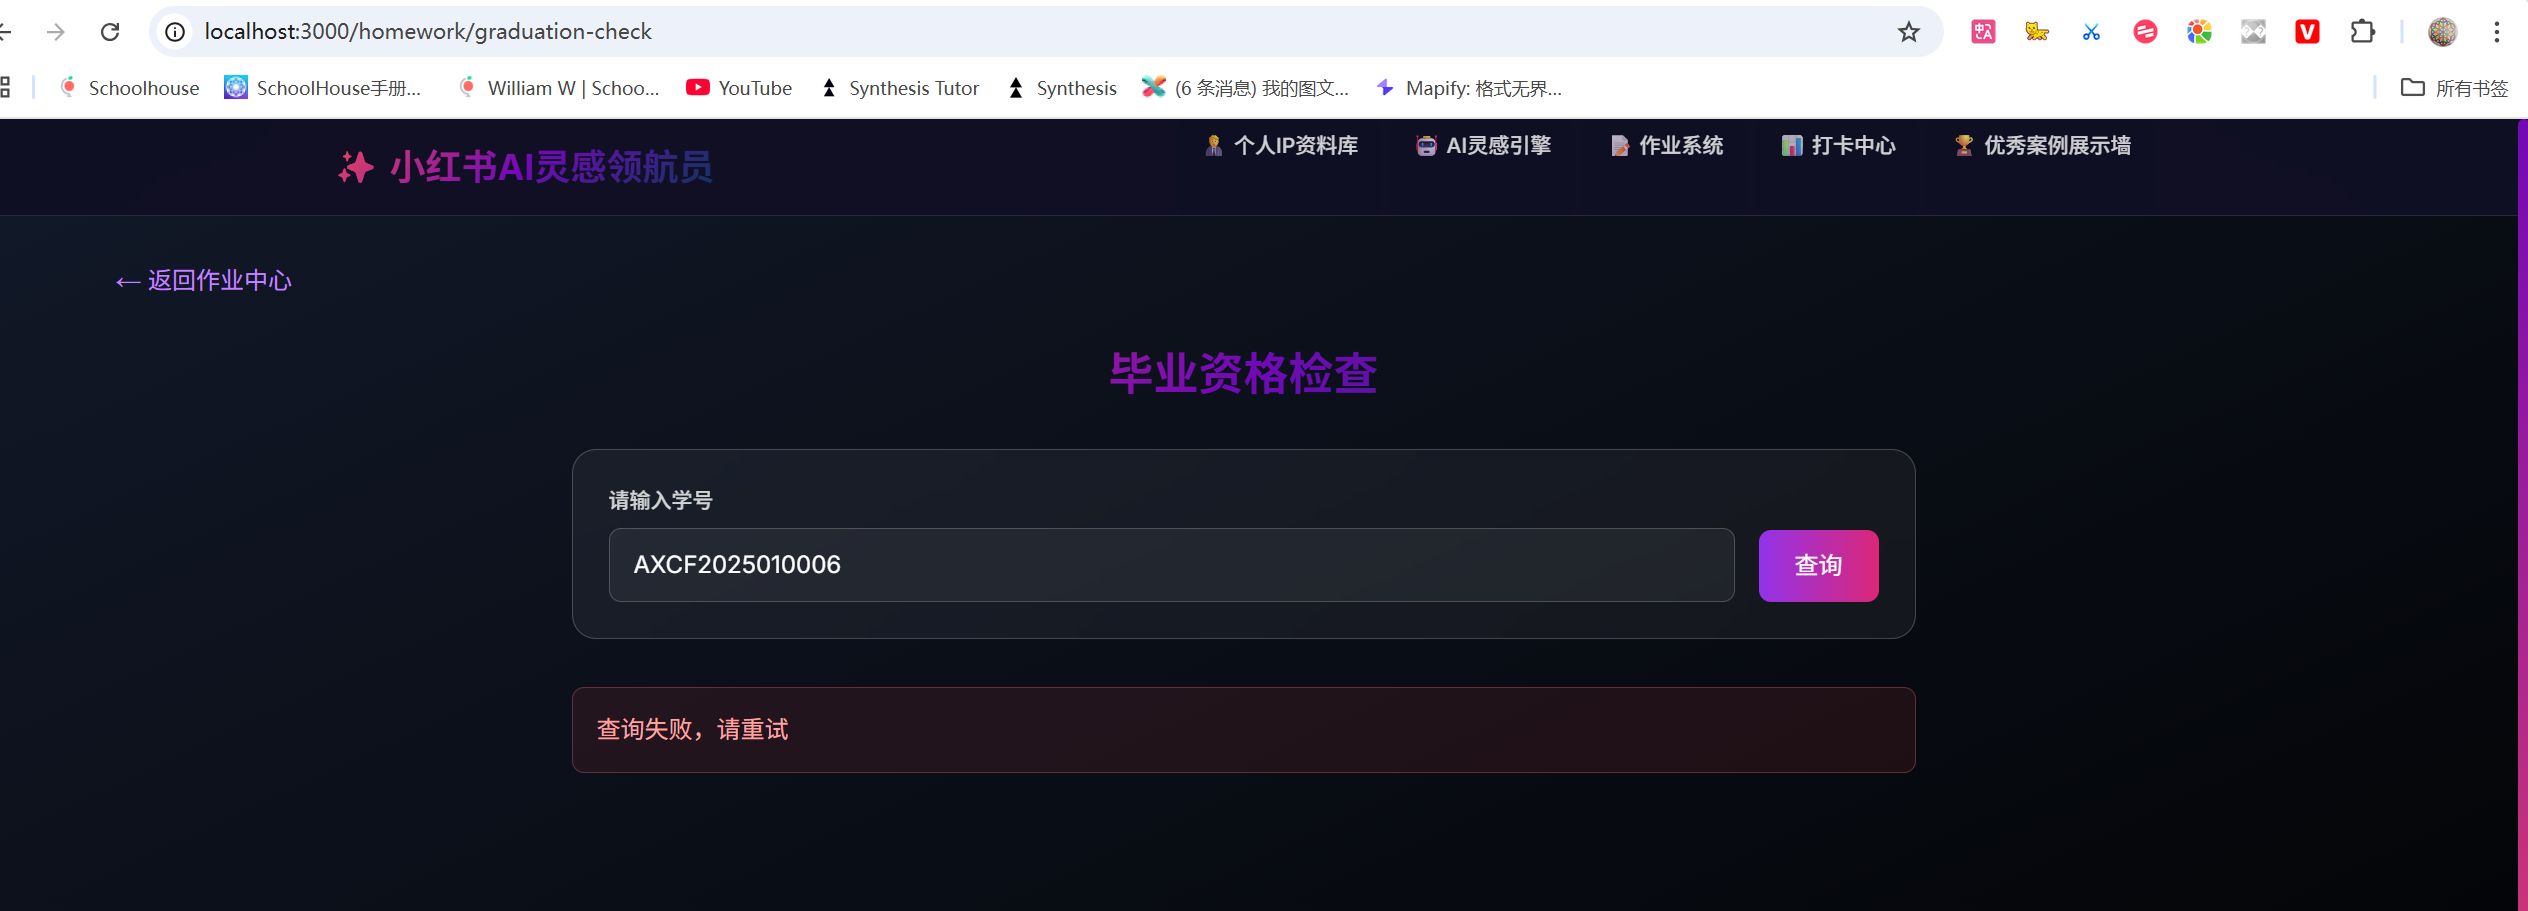 localhost:3000/homework/graduation-check
Schoolhouse
SchoolHouse手册...
William W | Schoo...
YouTube
Synthesis Tutor
Synthesis
(6 条消息) 我的图文...
Mapify: 格式无界...
所有书签
小红书AI灵感领航员
个人IP资料库
AI灵感引擎
作业系统
打卡中心
优秀案例展示墙
← 返回作业中心
毕业资格检查
请输入学号
AXCF2025010006
查询
查询失败，请重试